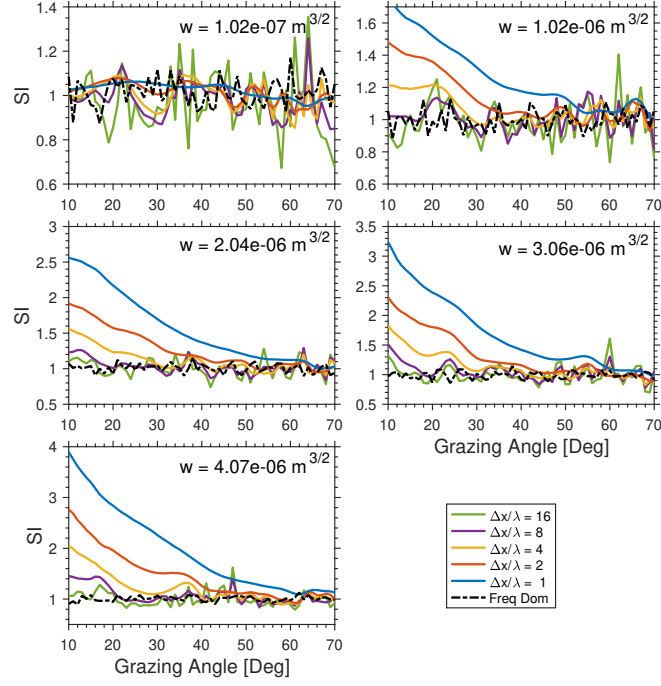 w = 1.02e-07 m^3/2
w = 1.02e-06 m^3/2
SI
1.4
1.2
1
0.8
0.6
10 20 30 40 50 60 70
1.6
1.4
1.2
1
0.8
0.6
10 20 30 40 50 60 70
w = 2.04e-06 m^3/2
w = 3.06e-06 m^3/2
SI
3
2.5
2
1.5
1
0.5
10 20 30 40 50 60 70
3.5
3
2.5
2
1.5
1
0.5
10 20 30 40 50 60 70
Grazing Angle [Deg]
w = 4.07e-06 m^3/2
SI
4
3
2
1
10 20 30 40 50 60 70
Grazing Angle [Deg]
Δx/λ = 16
Δx/λ = 8
Δx/λ = 4
Δx/λ = 2
Δx/λ = 1
Freq Dom